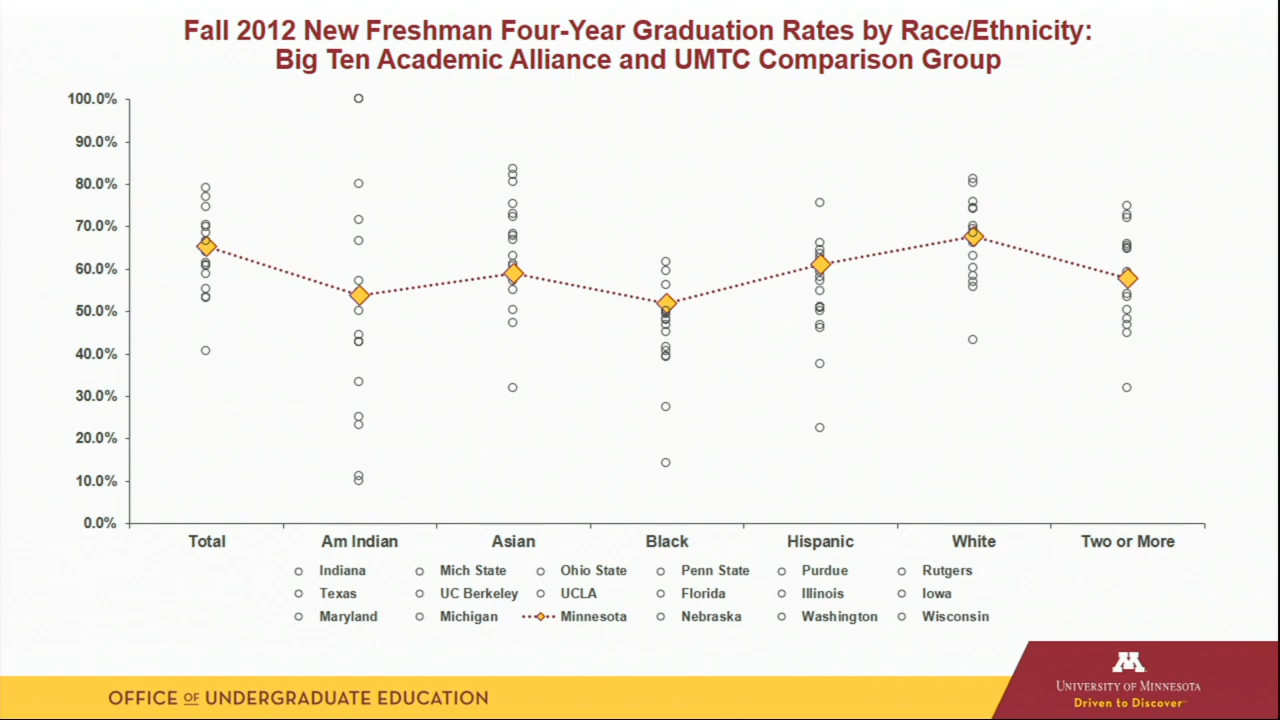 Fall 2012 New Freshman Four-Year Graduation Rates by Race/Ethnicity:
Big Ten Academic Alliance and UMTC Comparison Group
100.0%
90.0%
80.0%
70.0%
60.0%
50.0%
40.0%
30.0%
20.0%
10.0%
0.0%
Total Am Indian Asian Black Hispanic White Two or More
Indiana Mich State Ohio State Penn State Purdue Rutgers
Texas UC Berkeley UCLA Florida Illinois Iowa
Maryland Michigan Minnesota Nebraska Washington Wisconsin
OFFICE OF UNDERGRADUATE EDUCATION
M
UNIVERSITY OF MINNESOTA
Driven to Discover℠